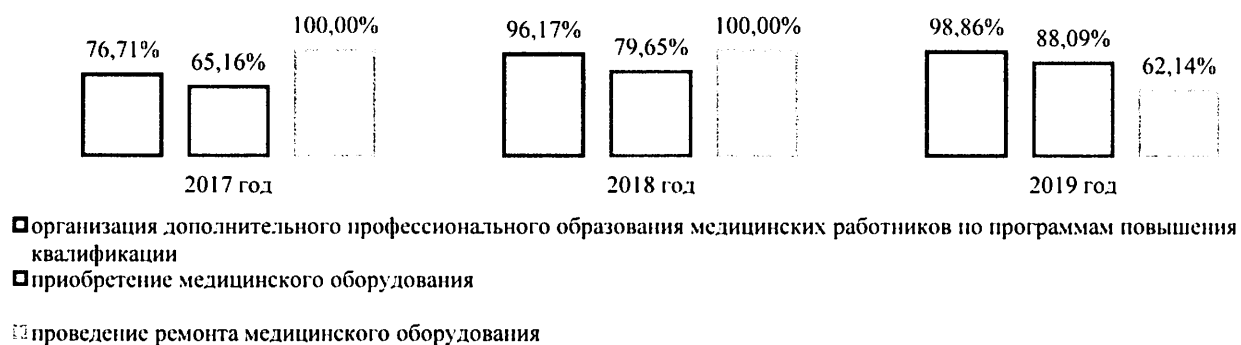 76,71% 65,16% 100,00% 96,17% 79,65% 100,00% 98,86% 88,09% 62,14%
2017 год 2018 год 2019 год
организация дополнительного профессионального образования медицинских работников по программам повышения
квалификации
приобретение медицинского оборудования
проведение ремонта медицинского оборудования